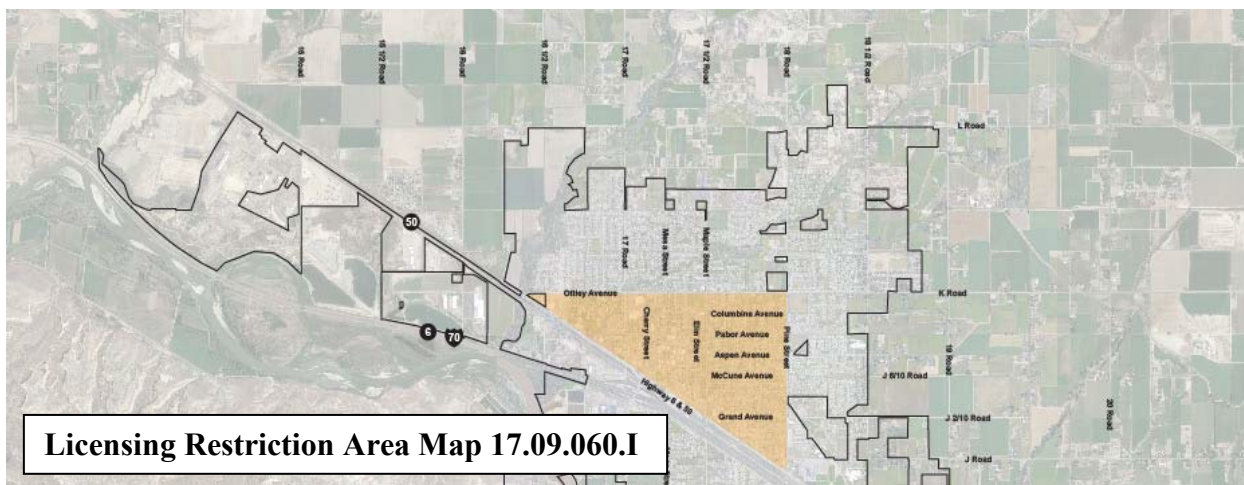 15 Road
15 1/2 Road
16 Road
16 1/2 Road
17 Road
17 1/2 Road
18 Road
18 1/2 Road
L Road
50
17 Road
Mesa Street
Maple Street
Ottley Avenue
K Road
Cherry Street
Elm Street
Columbine Avenue
Pabor Avenue
Aspen Avenue
McCune Avenue
Pine Street
6
70
Highway 6 & 50
Grand Avenue
19 Road
J 6/10 Road
J 2/10 Road
20 Road
J Road
Licensing Restriction Area Map 17.09.060.I